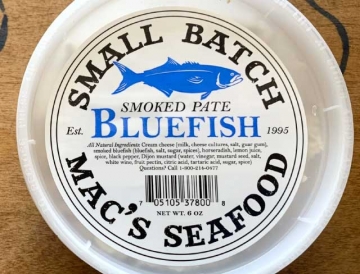 SMALL BATCH
SMOKED PATE
Est. BLUEFISH 1995
All Natural Ingredients: Cream cheese [milk, cheese cultures, salt, guar gum],
smoked bluefish (bluefish, salt, sugar, spices), horseradish, lemon juice,
spice, black pepper, Dijon mustard [water, vinegar, mustard seed, salt,
white wine, fruit pectin, citric acid, tartaric acid, sugar, spice]
Questions? Call 1-800-214-0477
7 05105 37800 8
NET WT. 6 OZ
MAC'S SEAFOOD